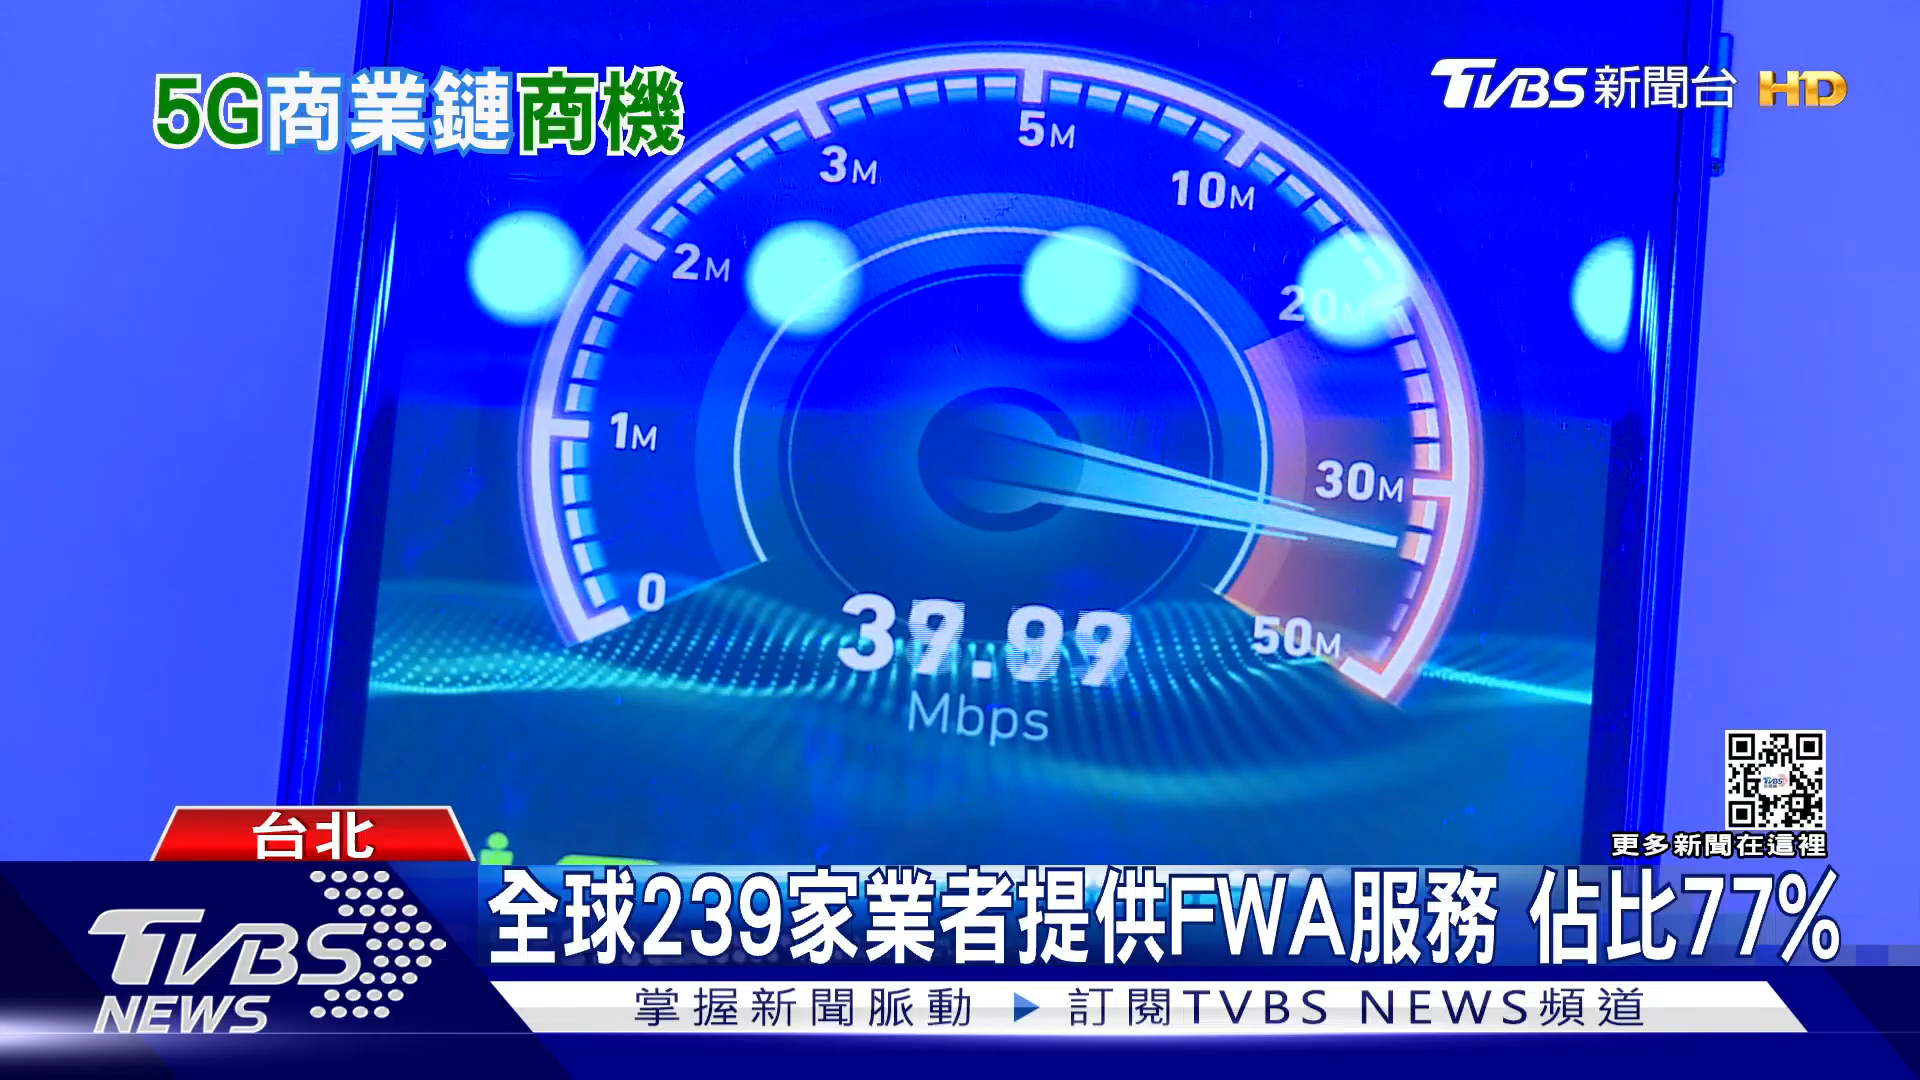 5G商業鏈商機
TVBS新聞台 HD
5M
3M
10M
2M
20M
1M
30M
0
50M
Mbps
TVBS
更多新聞在這裡
台北
全球239家業者提供FWA服務 佔比77%
TVBS
NEWS
掌握新聞脈動 ▶ 訂閱TVBS NEWS頻道